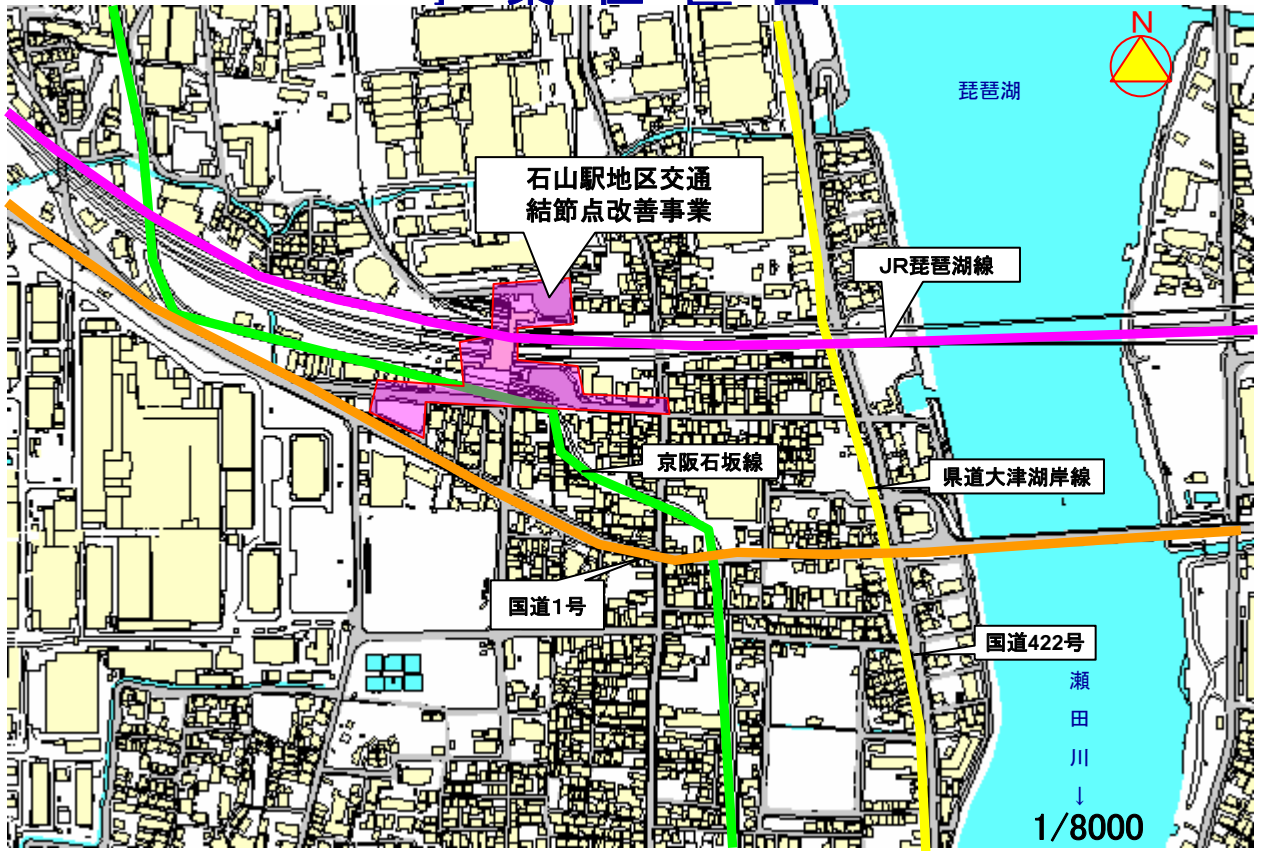 N
琵琶湖
石山駅地区交通
結節点改善事業
JR琵琶湖線
京阪石坂線
県道大津湖岸線
国道1号
国道422号
瀬
田
川
↓
1/8000